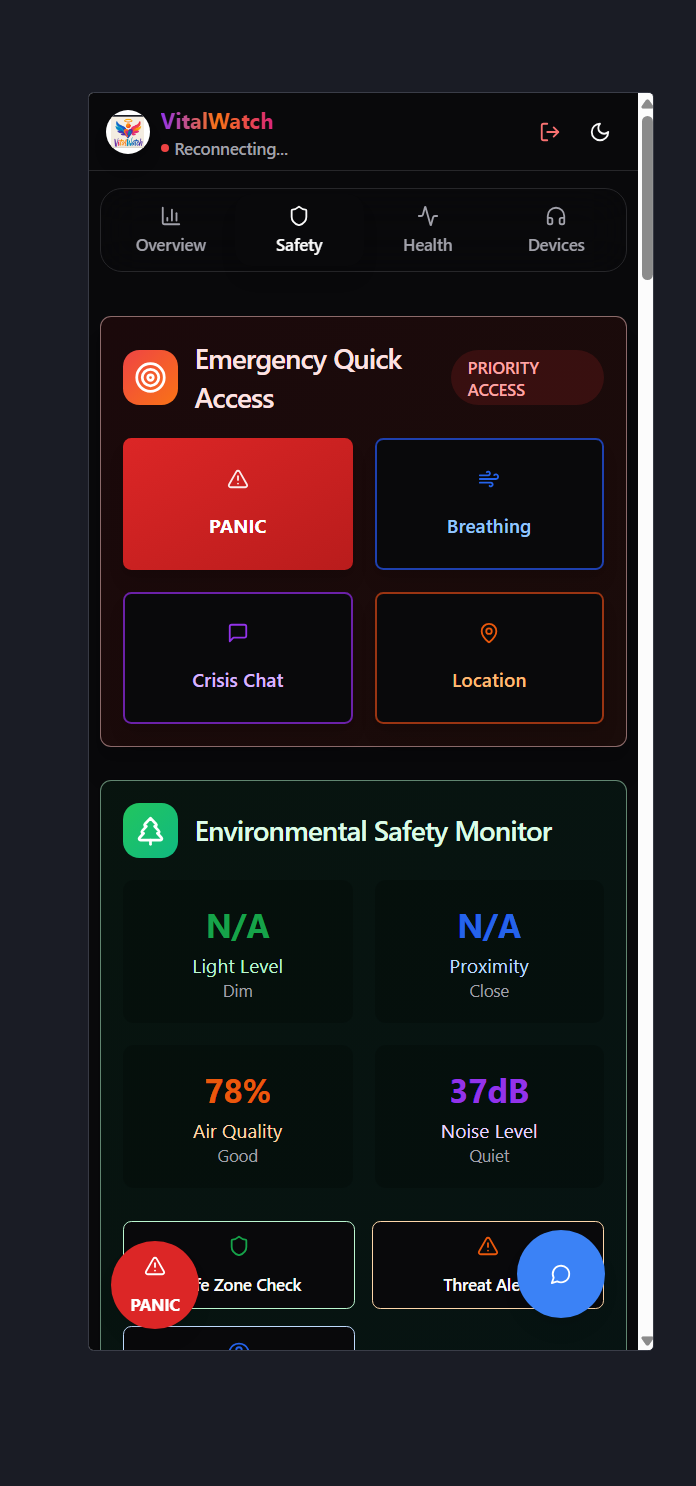 VitalWatch
Reconnecting...
Overview
Safety
Health
Devices
Emergency Quick
Access
PRIORITY
ACCESS
PANIC
Breathing
Crisis Chat
Location
Environmental Safety Monitor
N/A
Light Level
Dim
N/A
Proximity
Close
78%
Air Quality
Good
37dB
Noise Level
Quiet
fe Zone Check
Threat Ale
PANIC